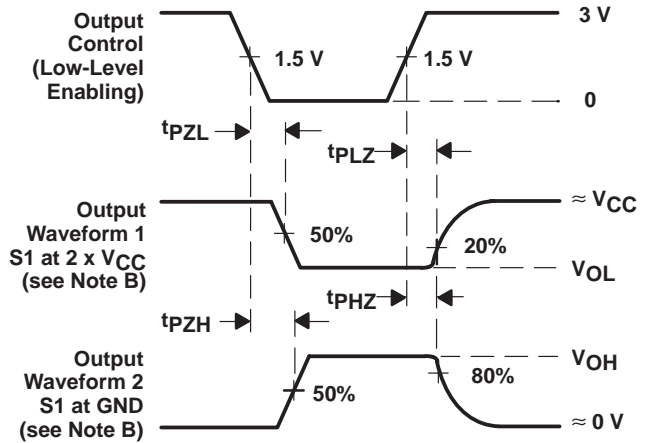 Output
Control
(Low-Level
Enabling)
3 V
1.5 V
1.5 V
0
tPZL
tPLZ
Output
Waveform 1
S1 at 2 x VCC
(see Note B)
≈ VCC
50%
20%
VOL
tPHZ
tPZH
Output
Waveform 2
S1 at GND
(see Note B)
VOH
50%
80%
≈ 0 V